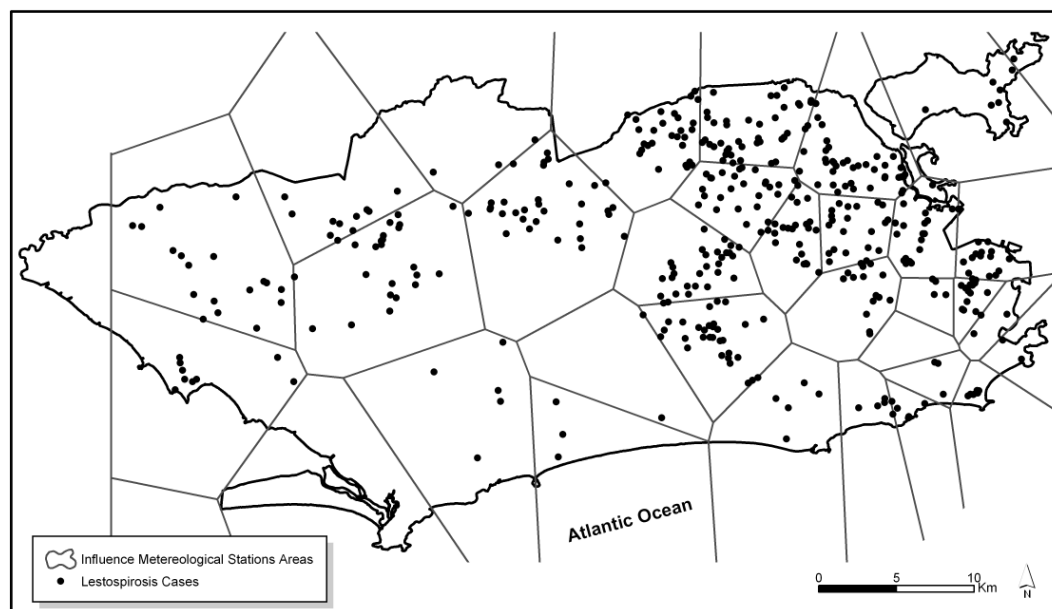 Atlantic Ocean
Influence Metereological Stations Areas
Lestospirosis Cases
0 5 10
Km
N